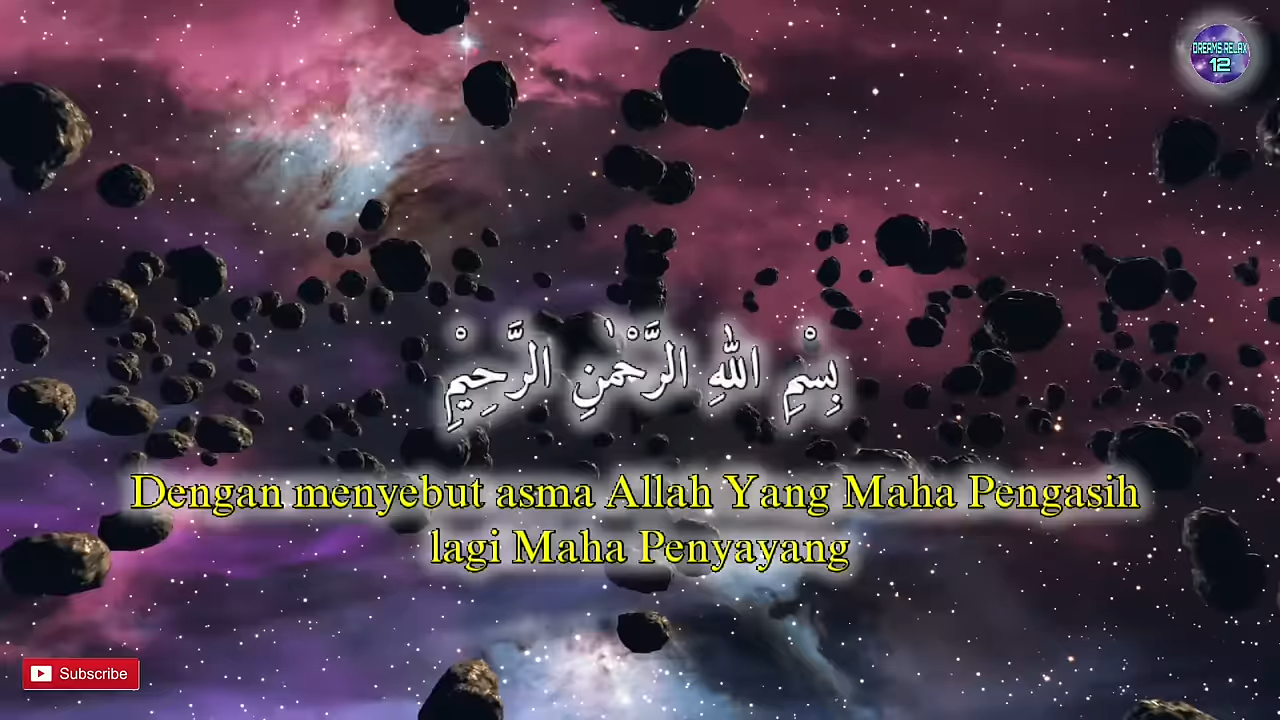 DREAMS RELAX
12
بِسْمِ اللّٰهِ الرَّحْمٰنِ الرَّحِيْمِ
Dengan menyebut asma Allah Yang Maha Pengasih
lagi Maha Penyayang
Subscribe